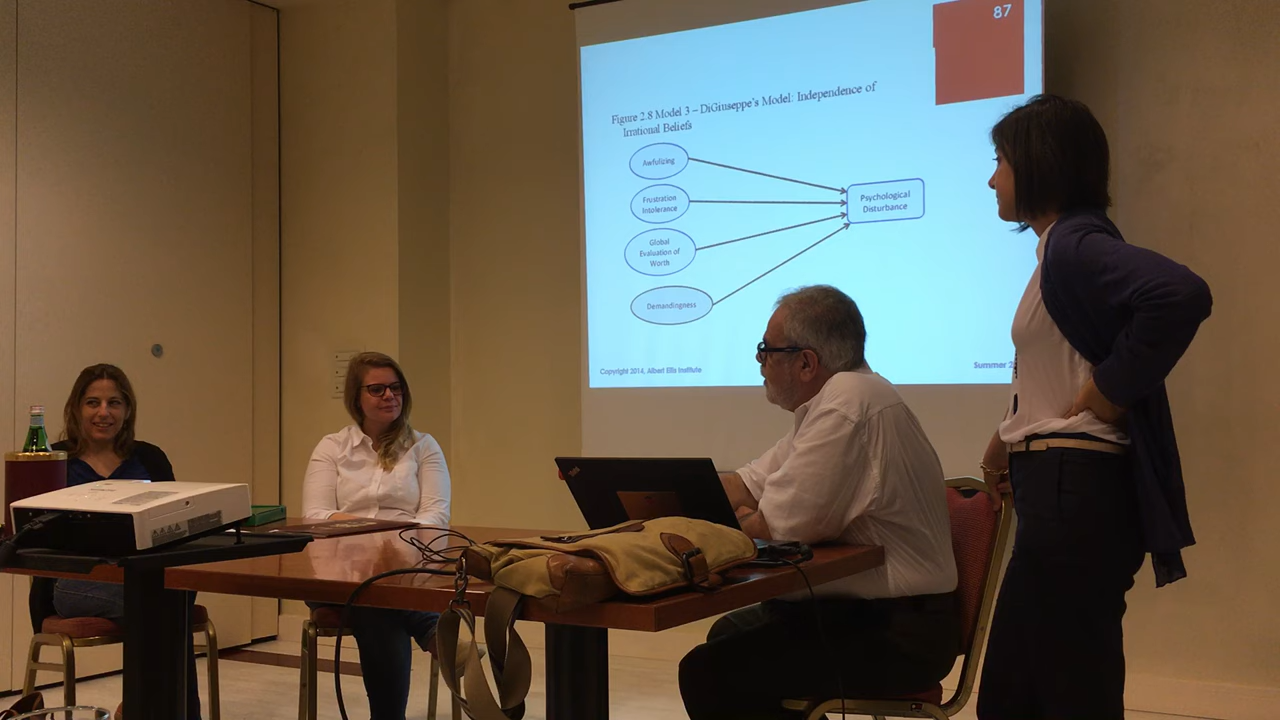 87
Figure 2.8 Model 3 – DiGiuseppe's Model: Independence of
Irrational Beliefs
Awfulizing
Frustration
Intolerance
Psychological
Disturbance
Global
Evaluation of
Worth
Demandingness
Copyright 2014, Albert Ellis Institute
Summer 2